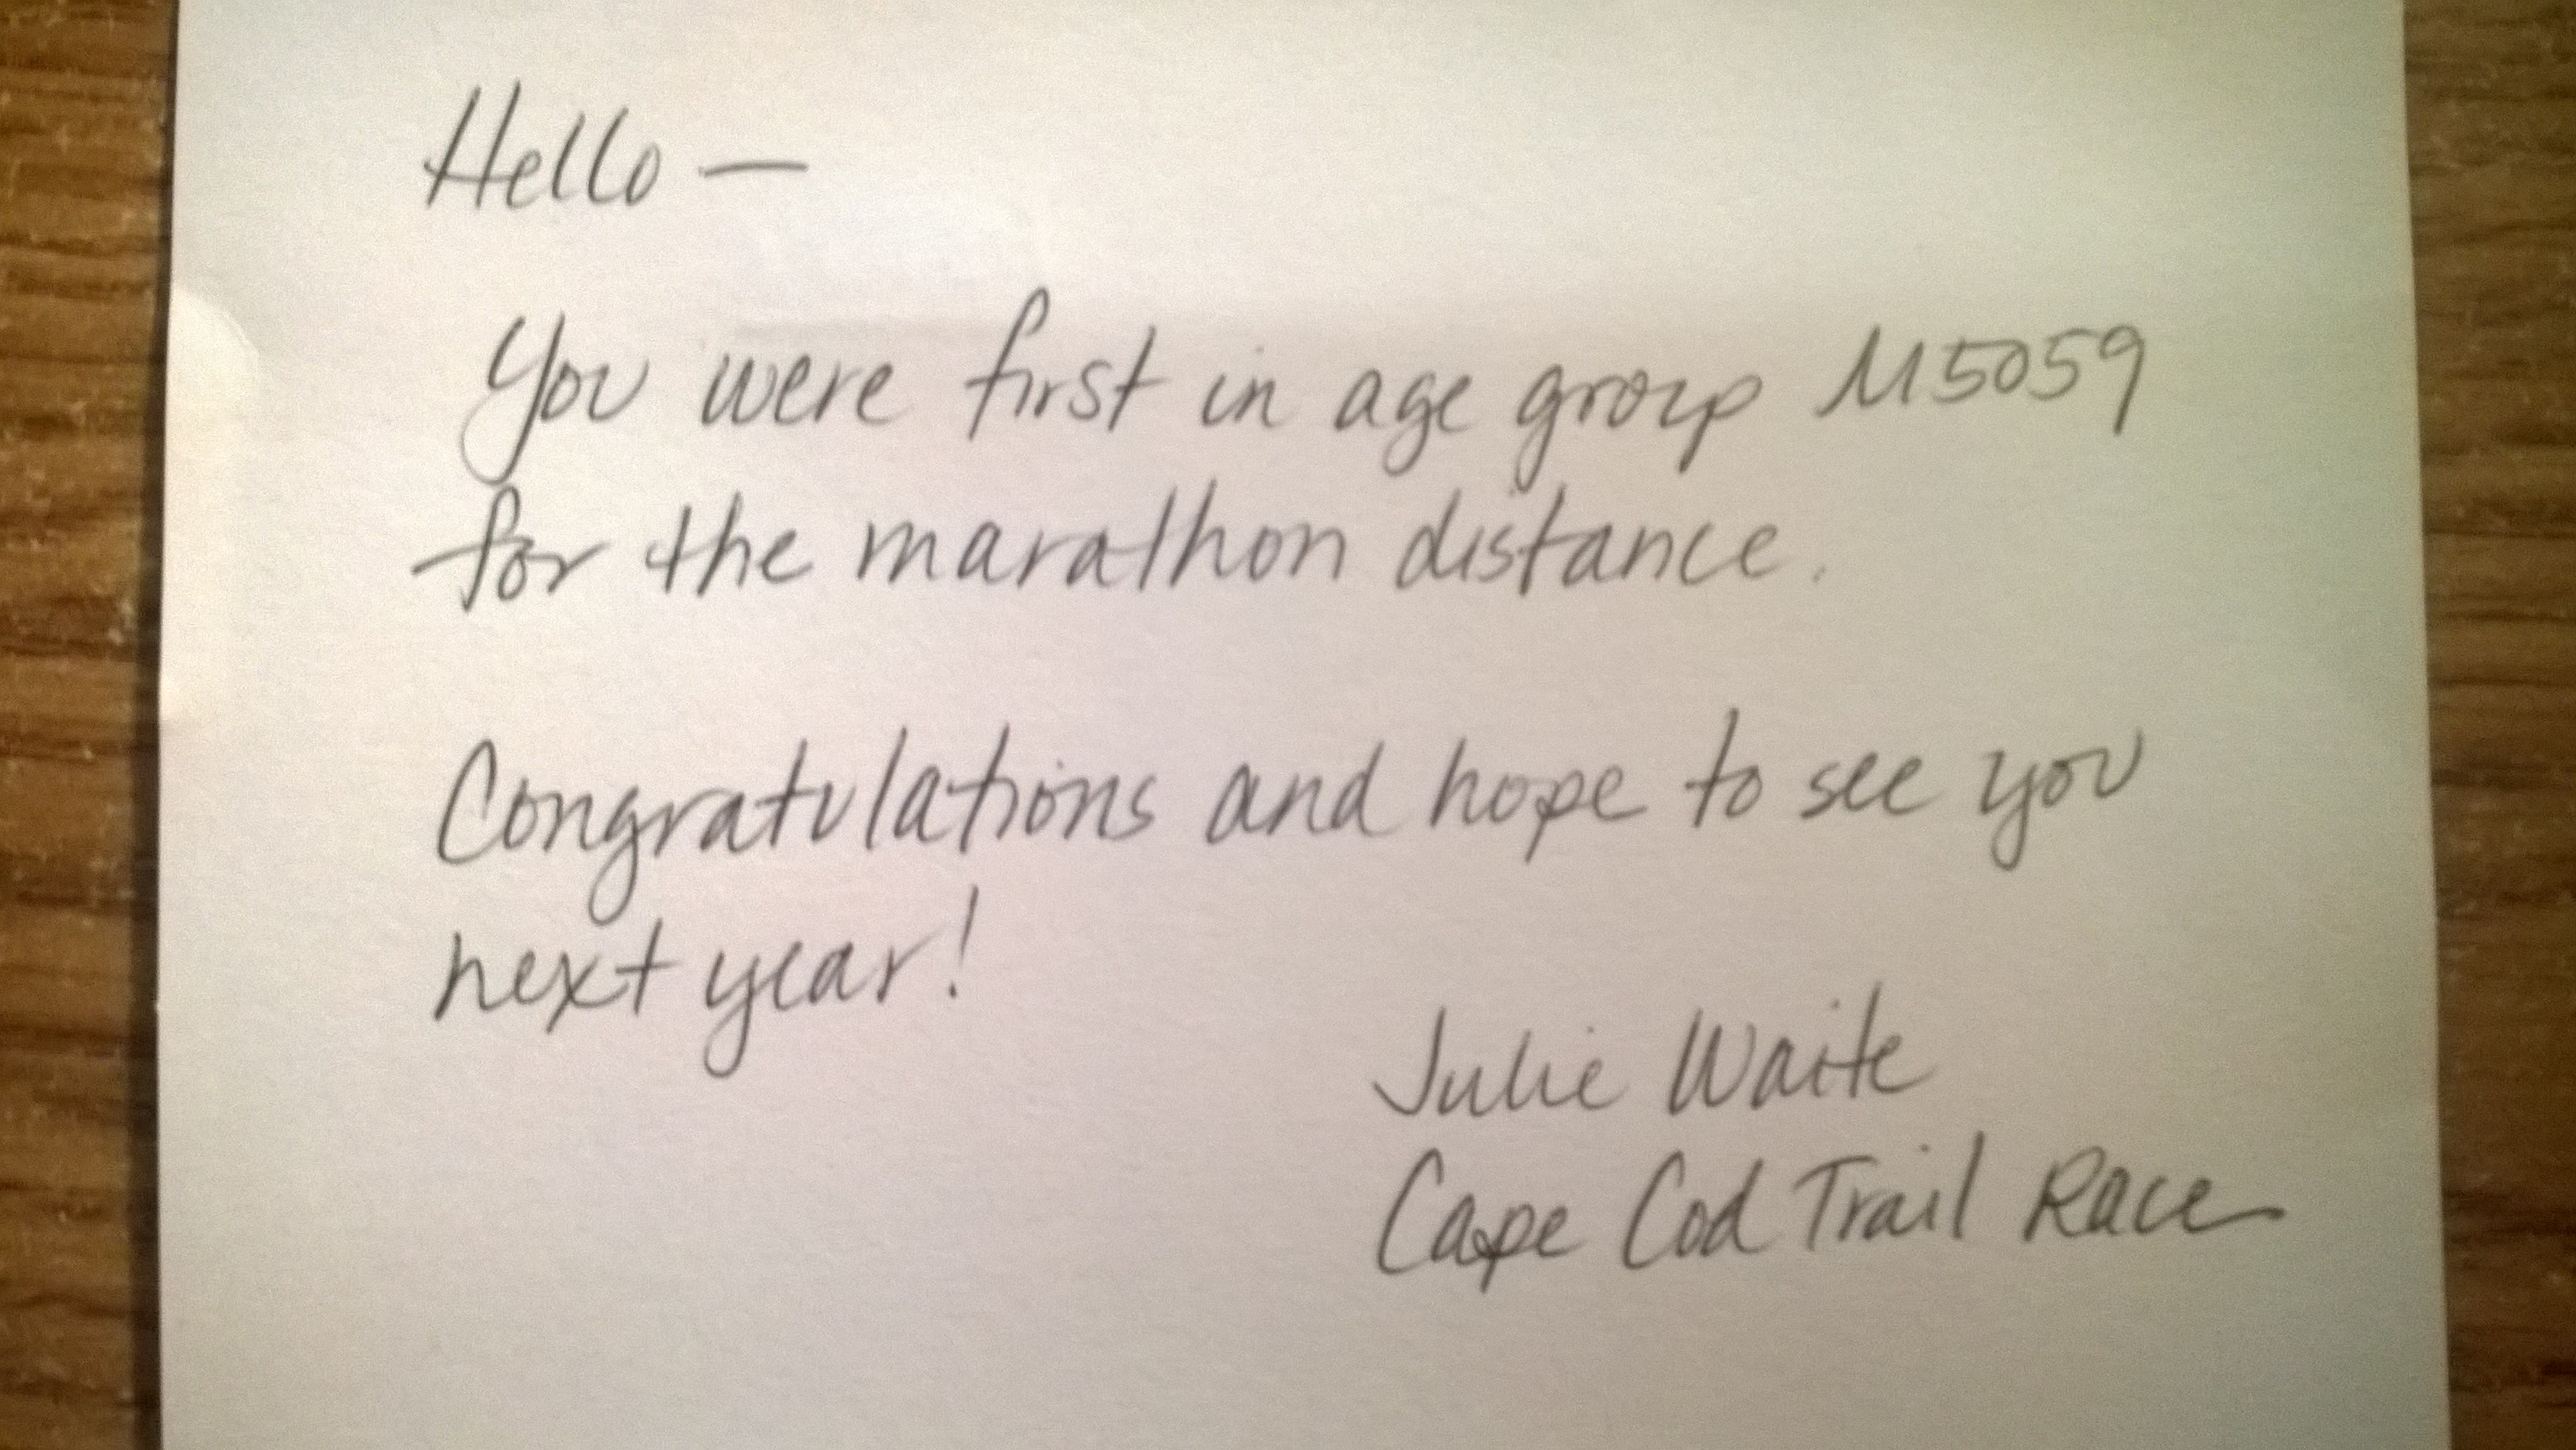 Hello —
You were first in age group M5059
for the marathon distance.
Congratulations and hope to see you
next year!
Julie Waite
Cape Cod Trail Race